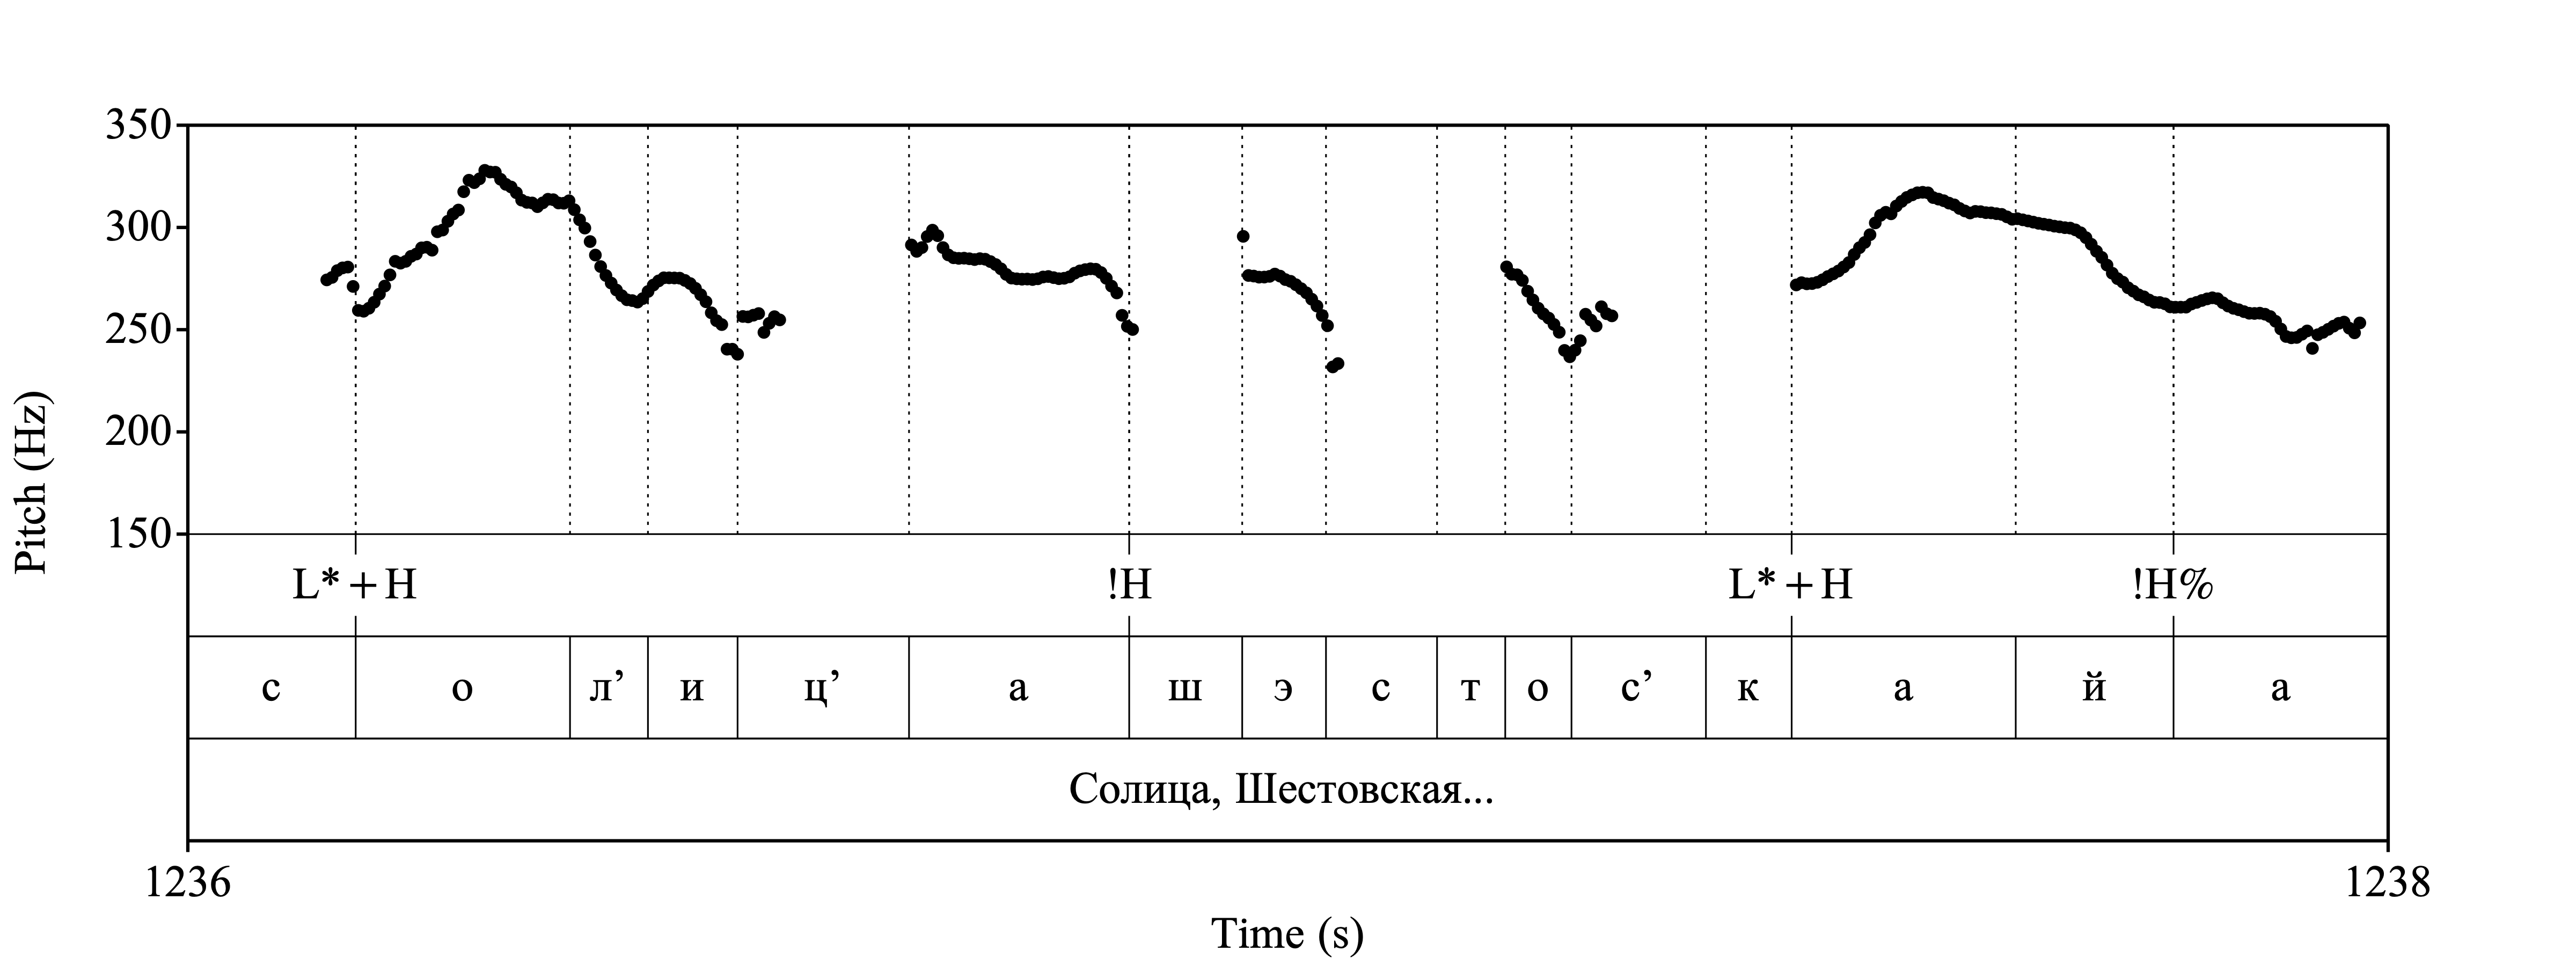 350
300
250
200
150
Pitch (Hz)
L* + H !H L* + H !H%
с о л’ и ц’ а ш э с т о с’ к а й а
Солица, Шестовская...
1236 1238
Time (s)